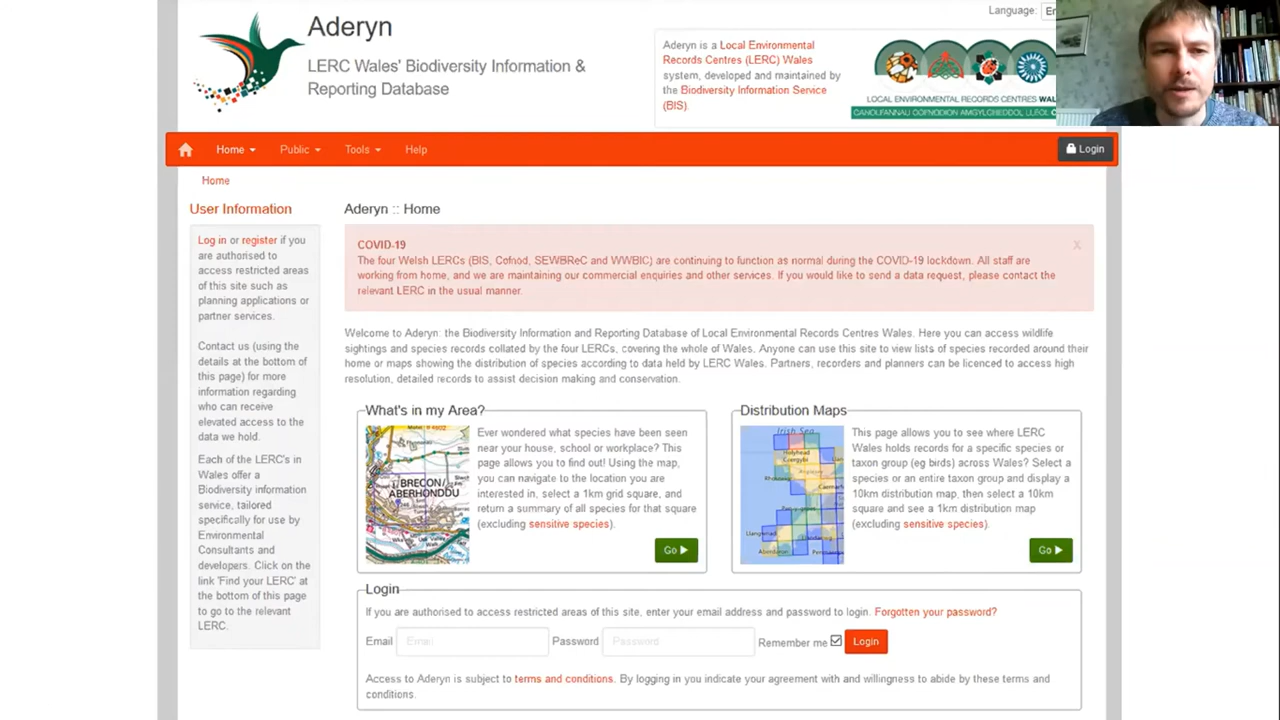 Language: En
Aderyn
LERC Wales' Biodiversity Information &
Reporting Database
Aderyn is a Local Environmental
Records Centres (LERC) Wales
system, developed and maintained by
the Biodiversity Information Service
(BIS).
LOCAL ENVIRONMENTAL RECORDS CENTRES WAL
CANOLFANNAU COFNODION AMGYLCHEDDOL LLEOL C
Home Public Tools Help
Login
Home
User Information
Log in or register if you
are authorised to
access restricted areas
of this site such as
planning applications or
partner services.
Contact us (using the
details at the bottom of
this page) for more
information regarding
who can receive
elevated access to the
data we hold.
Each of the LERC's in
Wales offer a
Biodiversity information
service, tailored
specifically for use by
Environmental
Consultants and
developers. Click on the
link 'Find your LERC' at
the bottom of this page
to go to the relevant
LERC.
Aderyn :: Home
COVID-19
x
The four Welsh LERCs (BIS, Cofnod, SEWBReC and WWBIC) are continuing to function as normal during the COVID-19 lockdown. All staff are
working from home, and we are maintaining our commercial enquiries and other services. If you would like to send a data request, please contact the
relevant LERC in the usual manner.
Welcome to Aderyn: the Biodiversity Information and Reporting Database of Local Environmental Records Centres Wales. Here you can access wildlife
sightings and species records collated by the four LERCs, covering the whole of Wales. Anyone can use this site to view lists of species recorded around their
home or maps showing the distribution of species according to data held by LERC Wales. Partners, recorders and planners can be licenced to access high
resolution, detailed records to assist decision making and conservation.
What's in my Area?
BRECON/
ABERHONDDU
Ever wondered what species have been seen
near your house, school or workplace? This
page allows you to find out! Using the map,
you can navigate to the location you are
interested in, select a 1km grid square, and
return a summary of all species for that square
(excluding sensitive species).
Go
Distribution Maps
Irish Sea
Holyhead
This page allows you to see where LERC
Wales holds records for a specific species or
taxon group (eg birds) across Wales? Select a
species or an entire taxon group and display a
10km distribution map, then select a 10km
square and see a 1km distribution map
(excluding sensitive species).
Go
Login
If you are authorised to access restricted areas of this site, enter your email address and password to login. Forgotten your password?
Email Email Password Password Remember me Login
Access to Aderyn is subject to terms and conditions. By logging in you indicate your agreement with and willingness to abide by these terms and
conditions.